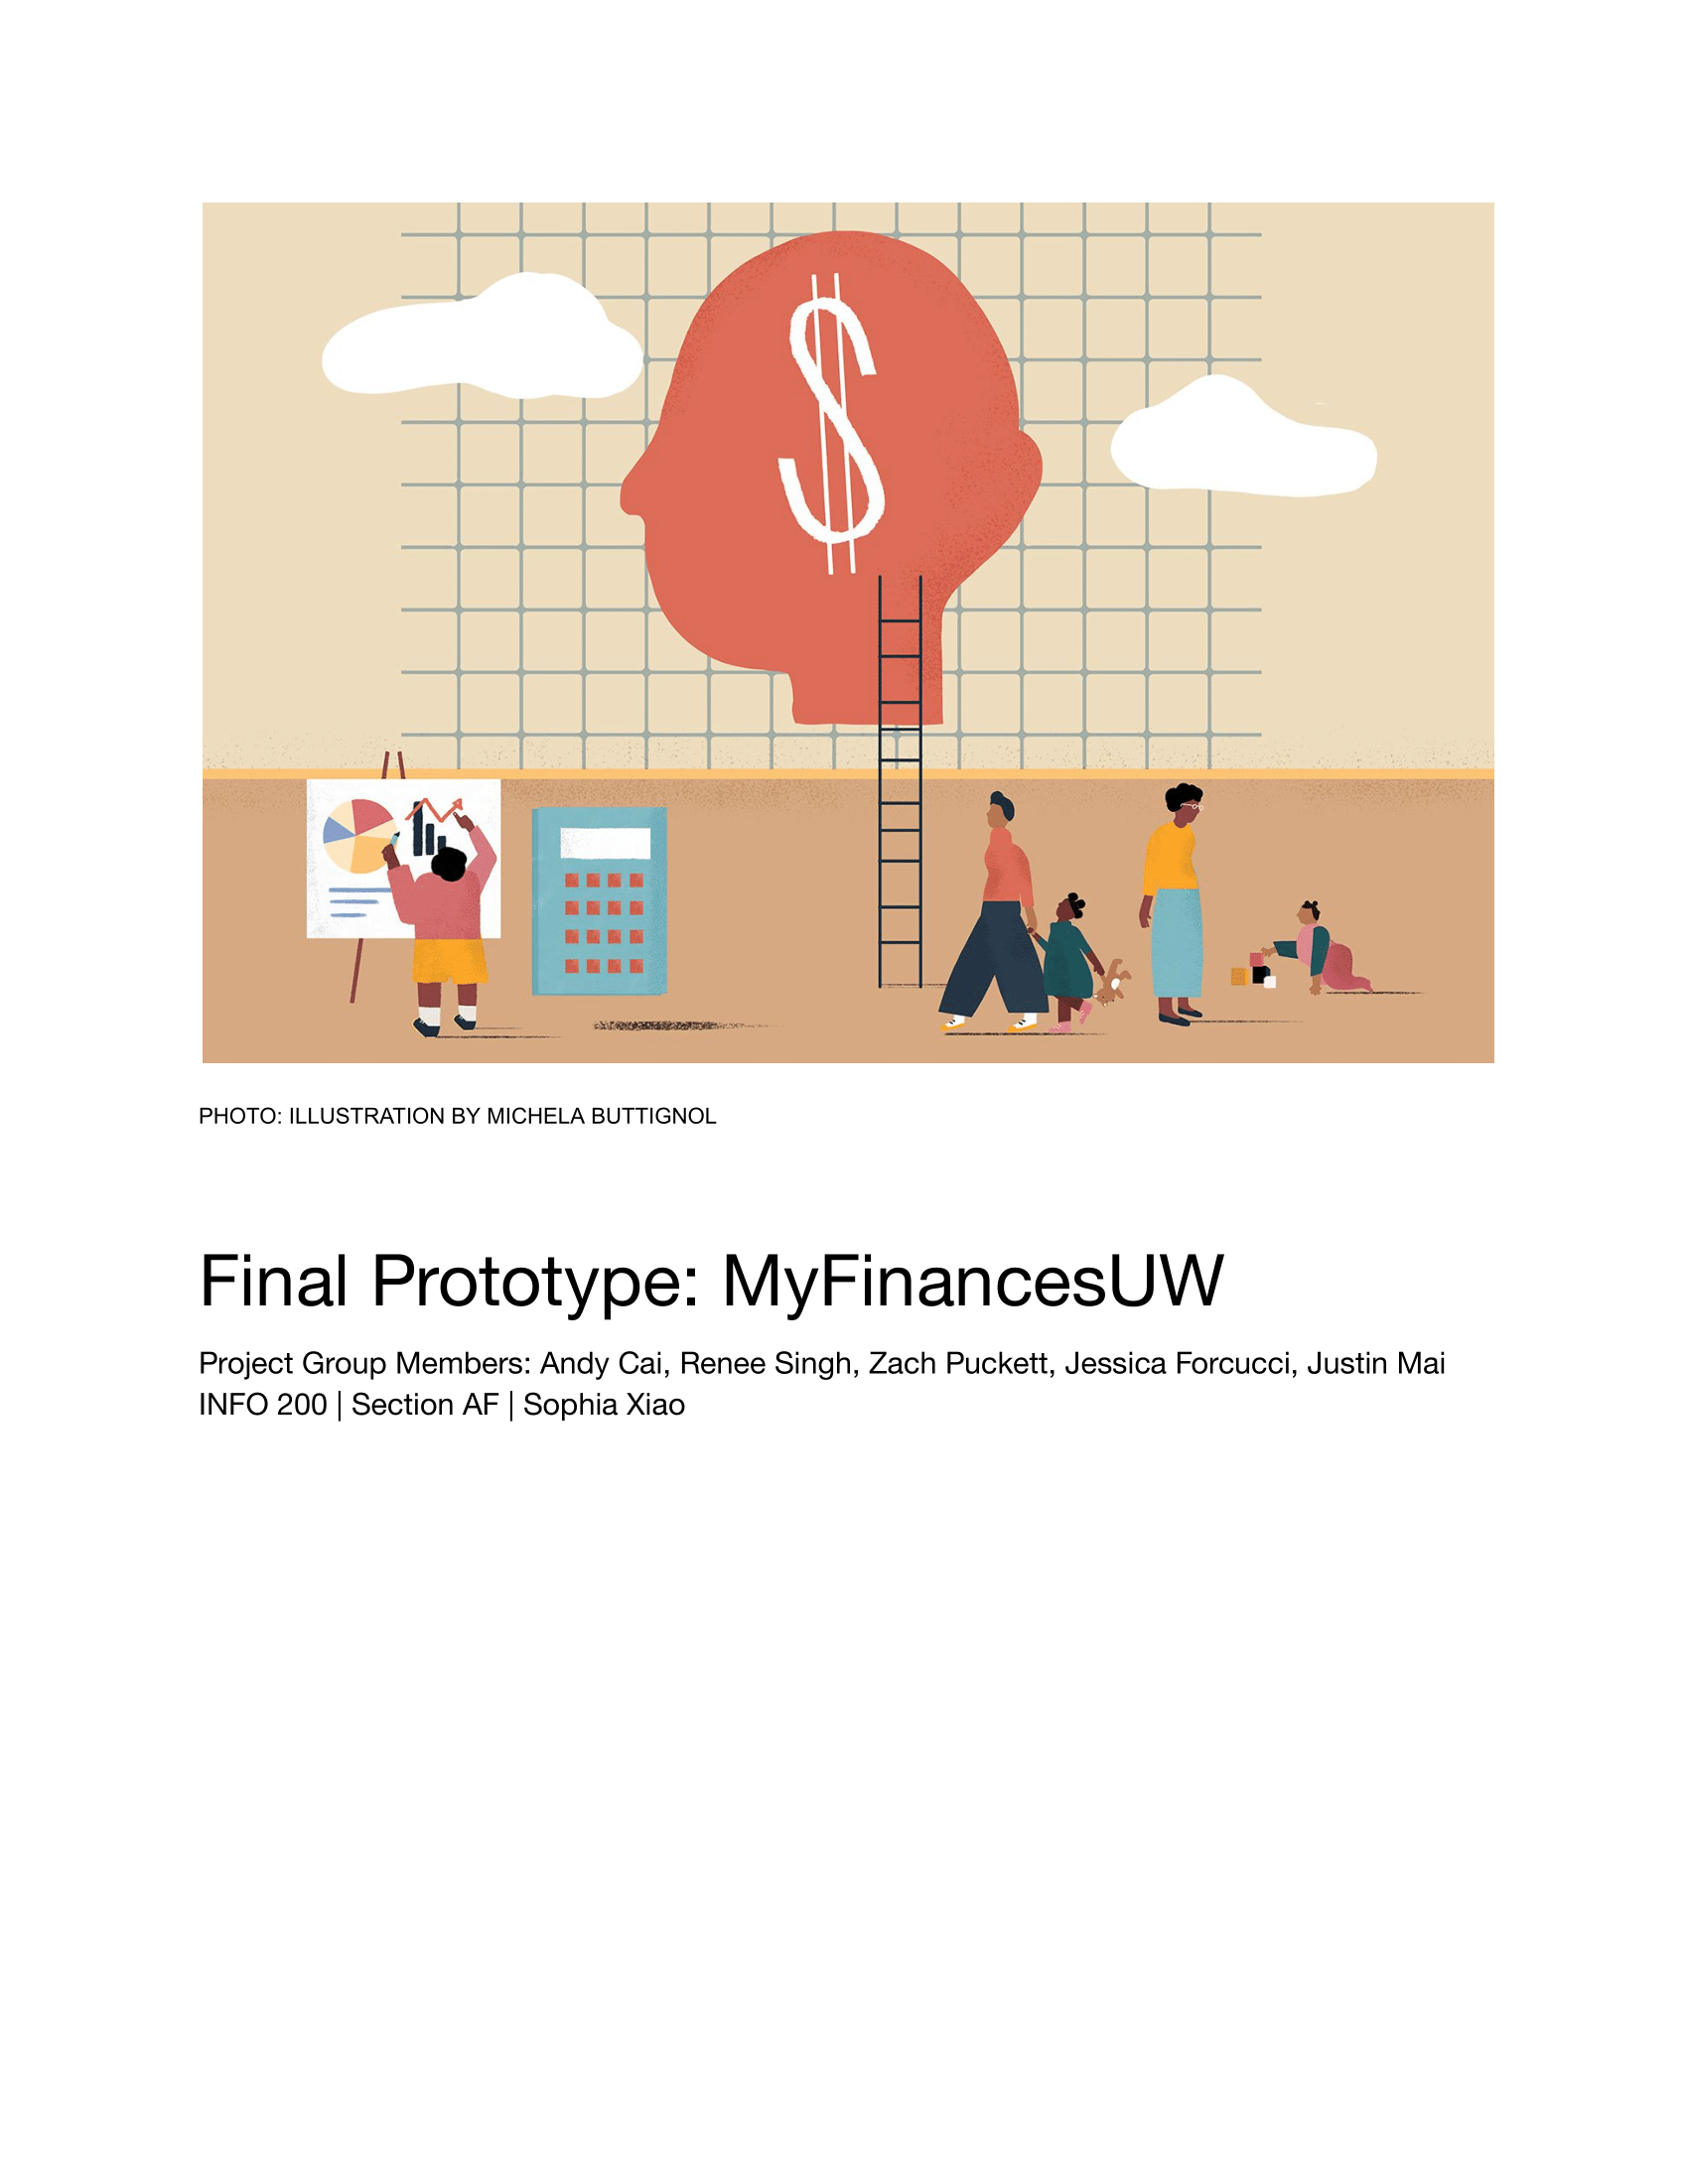 $
PHOTO: ILLUSTRATION BY MICHELA BUTTIGNOL
Final Prototype: MyFinancesUW
Project Group Members: Andy Cai, Renee Singh, Zach Puckett, Jessica Forcucci, Justin Mai
INFO 200 | Section AF | Sophia Xiao